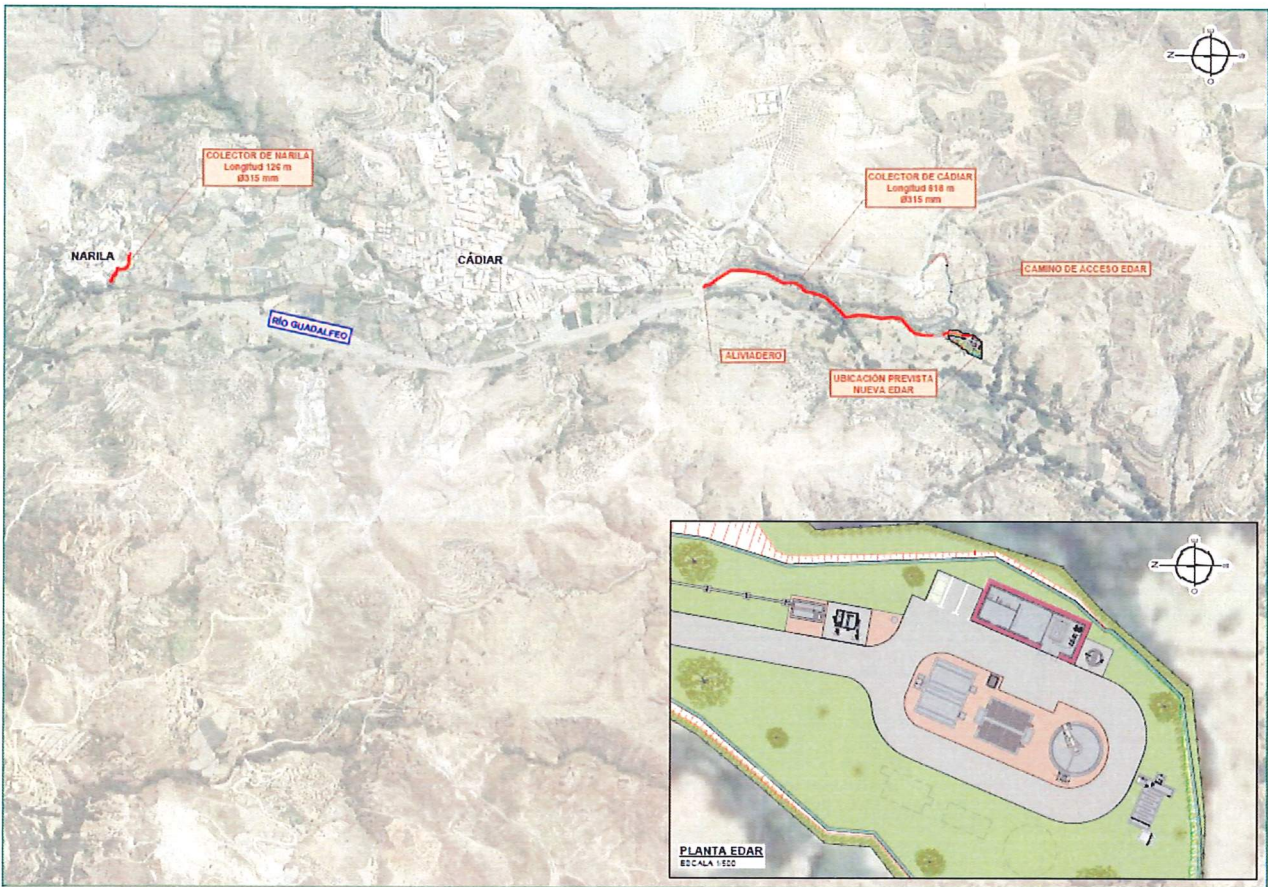 N
E
S
O
COLECTOR DE NARILA
Longitud 126 m
Ø315 mm
COLECTOR DE CÁDIAR
Longitud 918 m
Ø315 mm
NARILA
CÁDIAR
CAMINO DE ACCESO EDAR
RÍO GUADALFEO
ALIVIADERO
UBICACIÓN PREVISTA
NUEVA EDAR
N
E
S
O
PLANTA EDAR
ESCALA 1:500